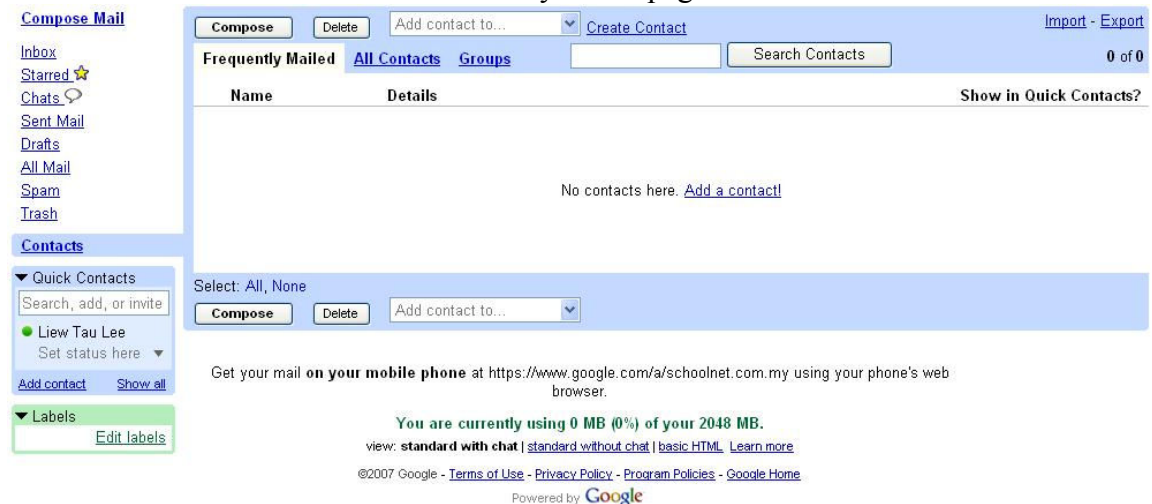 Compose Mail
Inbox
Starred
Chats
Sent Mail
Drafts
All Mail
Spam
Trash
Contacts
Quick Contacts
Search, add, or invite
Liew Tau Lee
Set status here
Add contact Show all
Labels
Edit labels
Compose Delete Add contact to... Create Contact Import - Export
Frequently Mailed All Contacts Groups Search Contacts 0 of 0
Name Details Show in Quick Contacts?
No contacts here. Add a contact!
Select: All, None
Compose Delete Add contact to...
Get your mail on your mobile phone at https://www.google.com/a/schoolnet.com.my using your phone's web
browser.
You are currently using 0 MB (0%) of your 2048 MB.
view: standard with chat | standard without chat | basic HTML Learn more
©2007 Google - Terms of Use - Privacy Policy - Program Policies - Google Home
Powered by Google